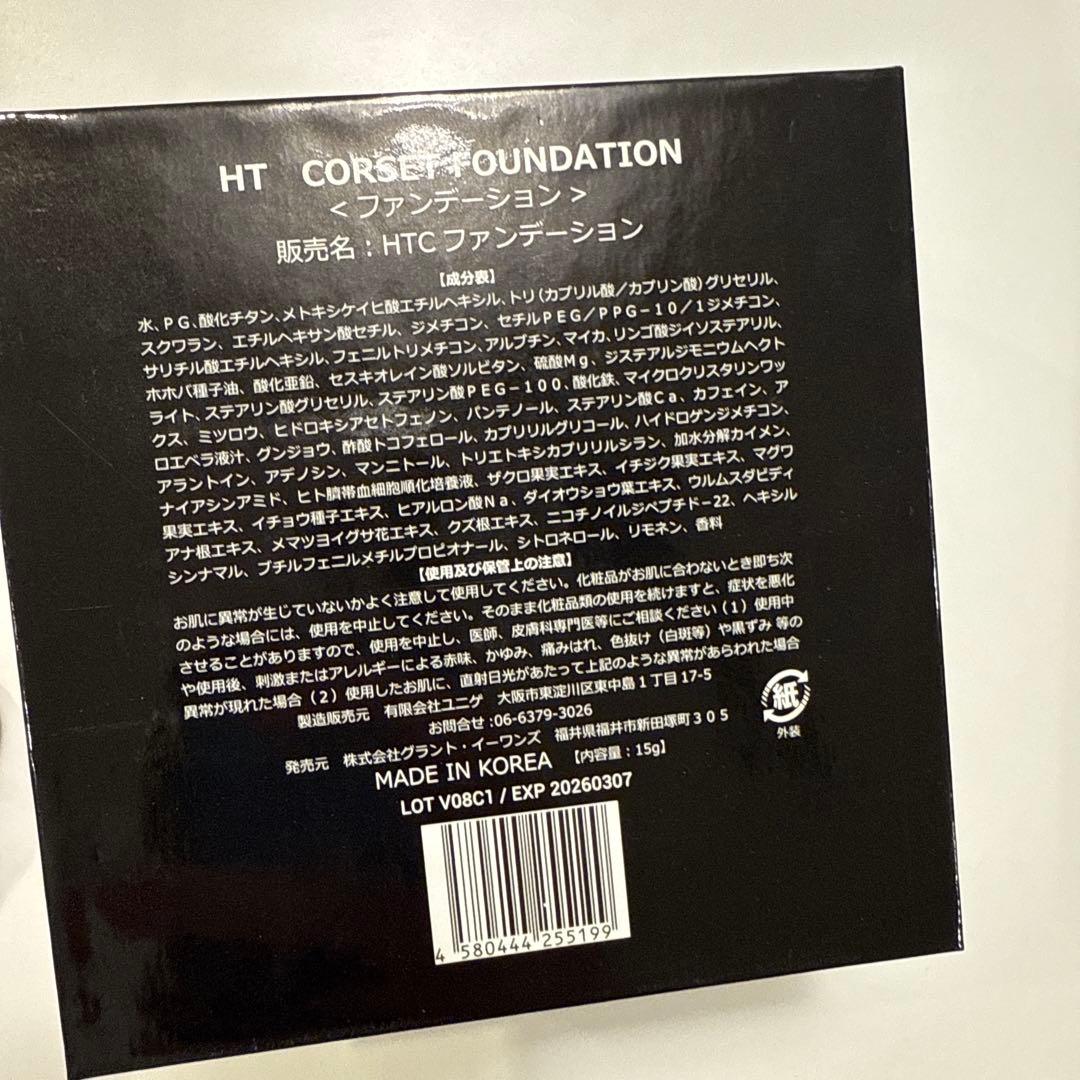 HT CORSET FOUNDATION
<ファンデーション>
販売名:HTCファンデーション
【成分表】
水、PG、酸化チタン、メトキシケイヒ酸エチルヘキシル、トリ(カプリル酸/カプリン酸)グリセリル、
スクワラン、エチルヘキサン酸セチル、ジメチコン、セチルPEG/PPG-10/1ジメチコン、
サリチル酸エチルヘキシル、フェニルトリメチコン、アルブチン、マイカ、リンゴ酸ジイソステアリル、
ホホバ種子油、酸化亜鉛、セスキオレイン酸ソルビタン、硫酸Mg、ジステアルジモニウムヘクト
ライト、ステアリン酸グリセリル、ステアリン酸PEG-100、酸化鉄、マイクロクリスタリンワッ
クス、ミツロウ、ヒドロキシアセトフェノン、パンテノール、ステアリン酸Ca、カフェイン、ア
ロエベラ液汁、グンジョウ、酢酸トコフェロール、カプリリルグリコール、ハイドロゲンジメチコン、
アラントイン、アデノシン、マンニトール、トリエトキシカプリリルシラン、加水分解カイメン、
ナイアシンアミド、ヒト臍帯血細胞順化培養液、ザクロ果実エキス、イチジク果実エキス、マグワ
果実エキス、イチョウ種子エキス、ヒアルロン酸Na、ダイオウショウ葉エキス、ウルムスダビディ
アナ根エキス、メマツヨイグサ花エキス、クズ根エキス、ニコチノイルジペプチド-22、ヘキシル
シンナマル、ブチルフェニルメチルプロピオナール、シトロネロール、リモネン、香料
【使用及び保管上の注意】
お肌に異常が生じていないかよく注意して使用してください。化粧品がお肌に合わないとき即ち次
のような場合には、使用を中止してください。そのまま化粧品類の使用を続けますと、症状を悪化
させることがありますので、使用を中止し、医師、皮膚科専門医等にご相談ください(1)使用中
や使用後、刺激またはアレルギーによる赤味、かゆみ、痛みはれ、色抜け(白斑等)や黒ずみ 等の
異常が現れた場合(2)使用したお肌に、直射日光があたって上記のような異常があらわれた場合
製造販売元 有限会社ユニゲ 大阪市東淀川区東中島1丁目17-5
お問合せ:06-6379-3026
発売元 株式会社グラント・イーワンズ 福井県福井市新田塚町305
MADE IN KOREA 【内容量:15g】
LOT V08C1 / EXP 20260307
紙
外装
4 580444 255199